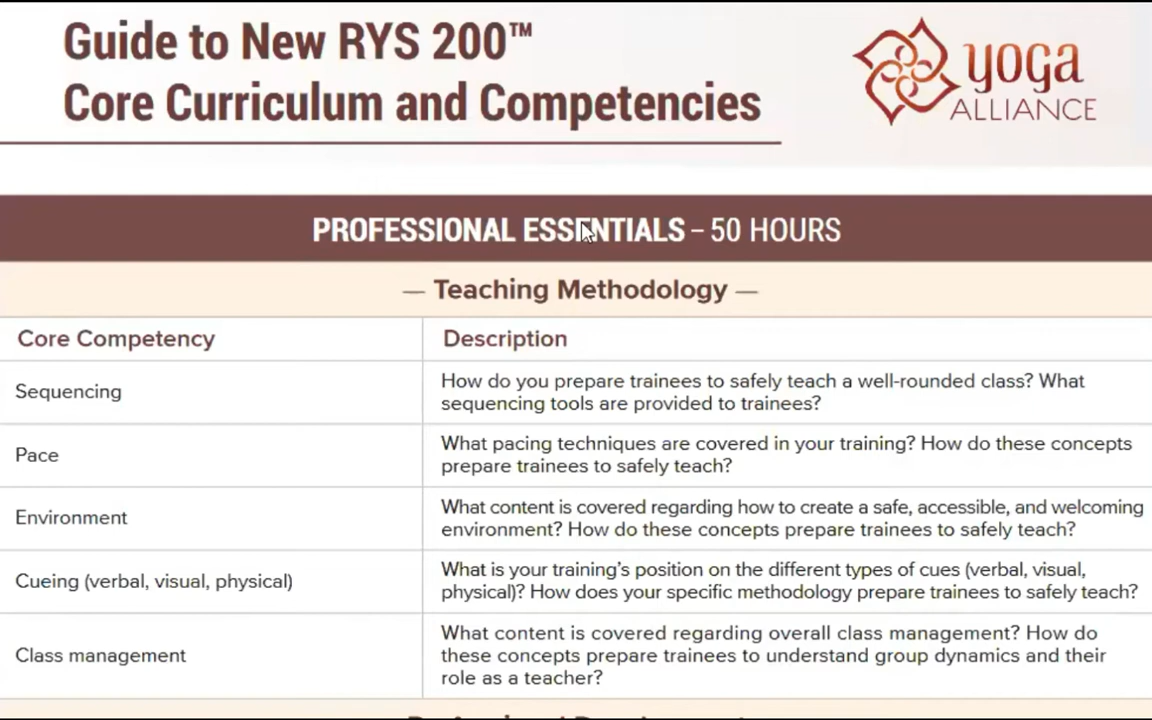 Guide to New RYS 200™
Core Curriculum and Competencies
yoga
ALLIANCE
PROFESSIONAL ESSENTIALS – 50 HOURS
— Teaching Methodology —
Core Competency
Description
Sequencing
How do you prepare trainees to safely teach a well-rounded class? What
sequencing tools are provided to trainees?
Pace
What pacing techniques are covered in your training? How do these concepts
prepare trainees to safely teach?
Environment
What content is covered regarding how to create a safe, accessible, and welcoming
environment? How do these concepts prepare trainees to safely teach?
Cueing (verbal, visual, physical)
What is your training's position on the different types of cues (verbal, visual,
physical)? How does your specific methodology prepare trainees to safely teach?
Class management
What content is covered regarding overall class management? How do
these concepts prepare trainees to understand group dynamics and their
role as a teacher?